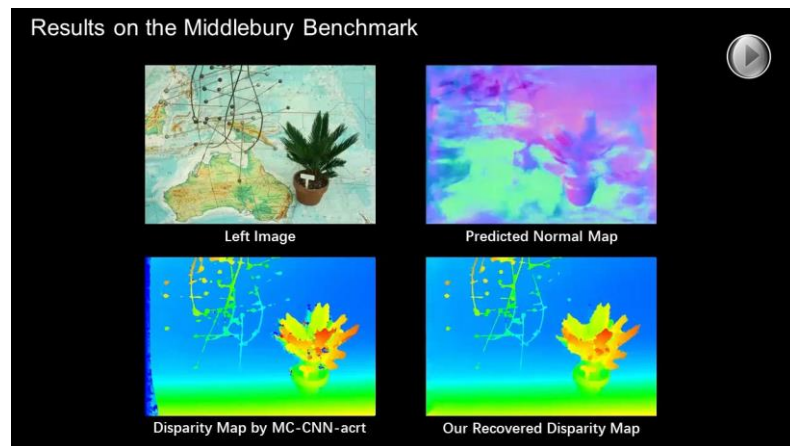 Results on the Middlebury Benchmark
Left Image
Predicted Normal Map
Disparity Map by MC-CNN-acrt
Our Recovered Disparity Map